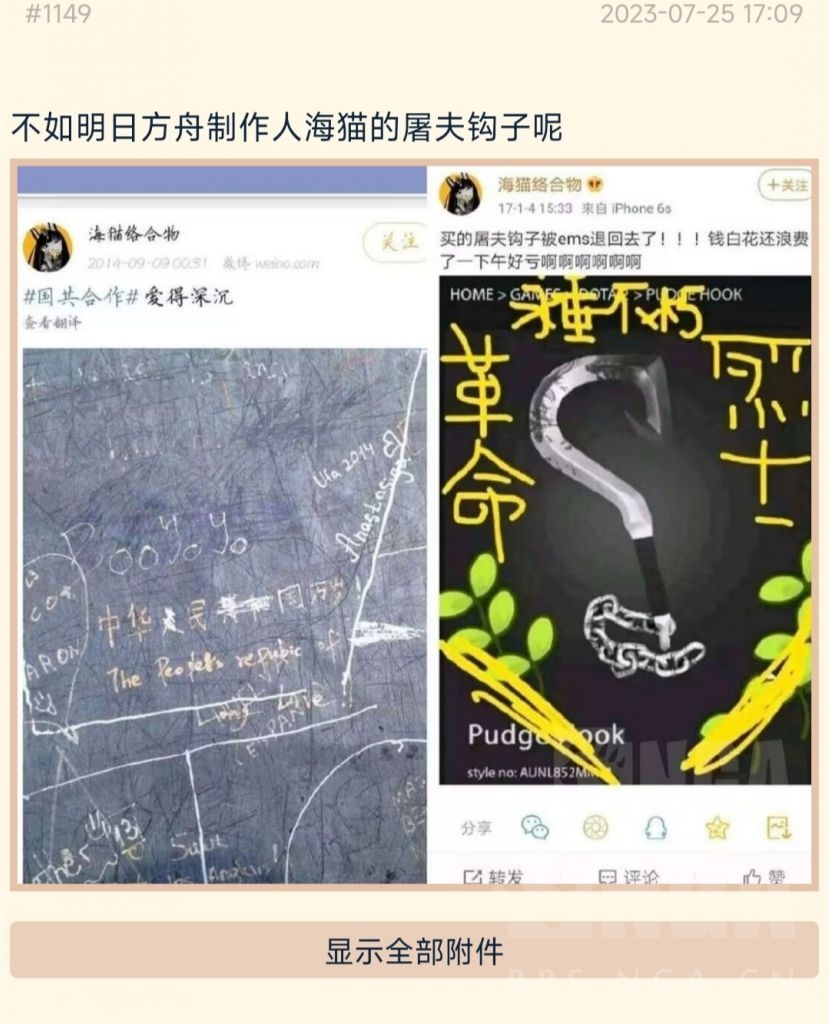 #1149
2023-07-25 17:09
不如明日方舟制作人海猫的屠夫钩子呢
海猫络合物
2014-09-09 00:31 微博 weibo.com
关注
#国共合作# 爱得深沉
查看翻译
Ula 2014
Anastasiya
Booyoyo
ARON
中华人民
The People's republic of
Long Live
Salut
海猫络合物
17-1-4 15:33 来自 iPhone 6s
+关注
买的屠夫钩子被ems退回去了！！！钱白花还浪费
了一下午好亏啊啊啊啊啊啊
HOME > GAMES > DOTA2 > PUDGE HOOK
永垂不朽
革命
烈士
Pudge Hook
style no: AUNL852MM
分享
转发
评论
赞
显示全部附件
NGA
BBS.NGA.CN